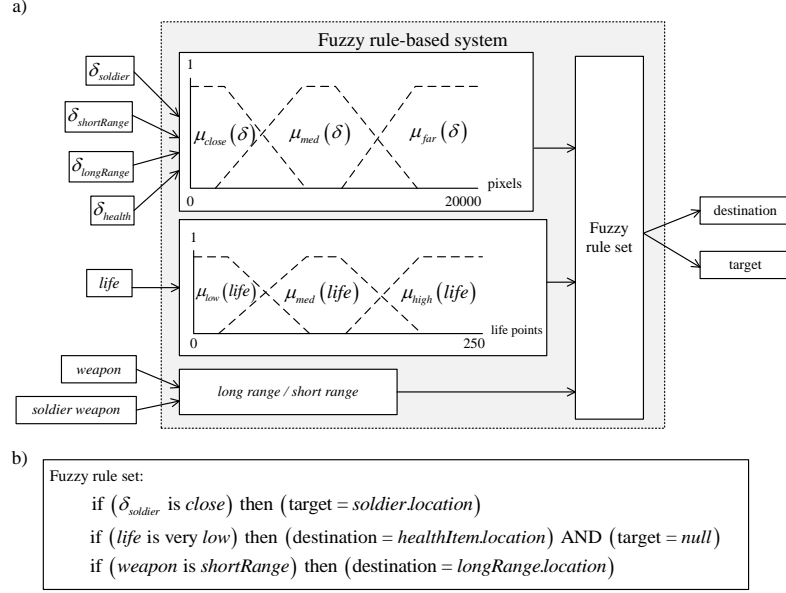 a)
Fuzzy rule-based system
δsoldier
δshortRange
δlongRange
δhealth
1
μclose(δ) μmed(δ) μfar(δ)
pixels
0 20000
life
1
μlow(life) μmed(life) μhigh(life)
life points
0 250
weapon
soldier weapon
long range / short range
Fuzzy
rule set
destination
target
b)
Fuzzy rule set:
if (δsoldier is close) then (target = soldier.location)
if (life is very low) then (destination = healthItem.location) AND (target = null)
if (weapon is shortRange) then (destination = longRange.location)